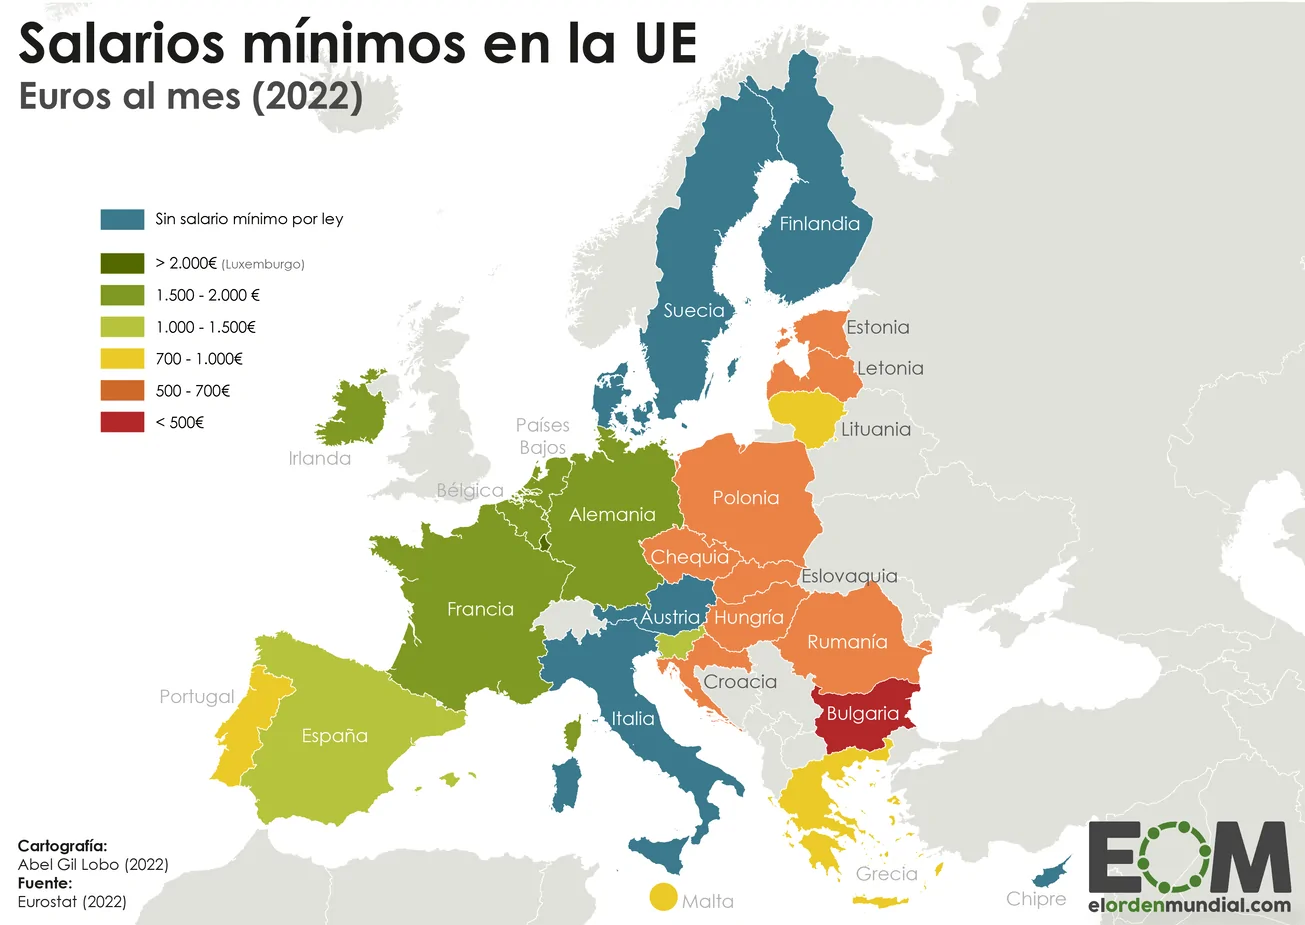 Salarios mínimos en la UE
Euros al mes (2022)
Sin salario mínimo por ley
> 2.000€ (Luxemburgo)
1.500 - 2.000 €
1.000 - 1.500€
700 - 1.000€
500 - 700€
< 500€
Finlandia
Suecia
Estonia
Letonia
Lituania
Irlanda
Países
Bajos
Bélgica
Alemania
Polonia
Chequia
Eslovaquia
Francia
Austria
Hungría
Rumanía
Croacia
Portugal
España
Italia
Bulgaria
Grecia
Malta
Chipre
Cartografía:
Abel Gil Lobo (2022)
Fuente:
Eurostat (2022)
EOM
elordenmundial.com